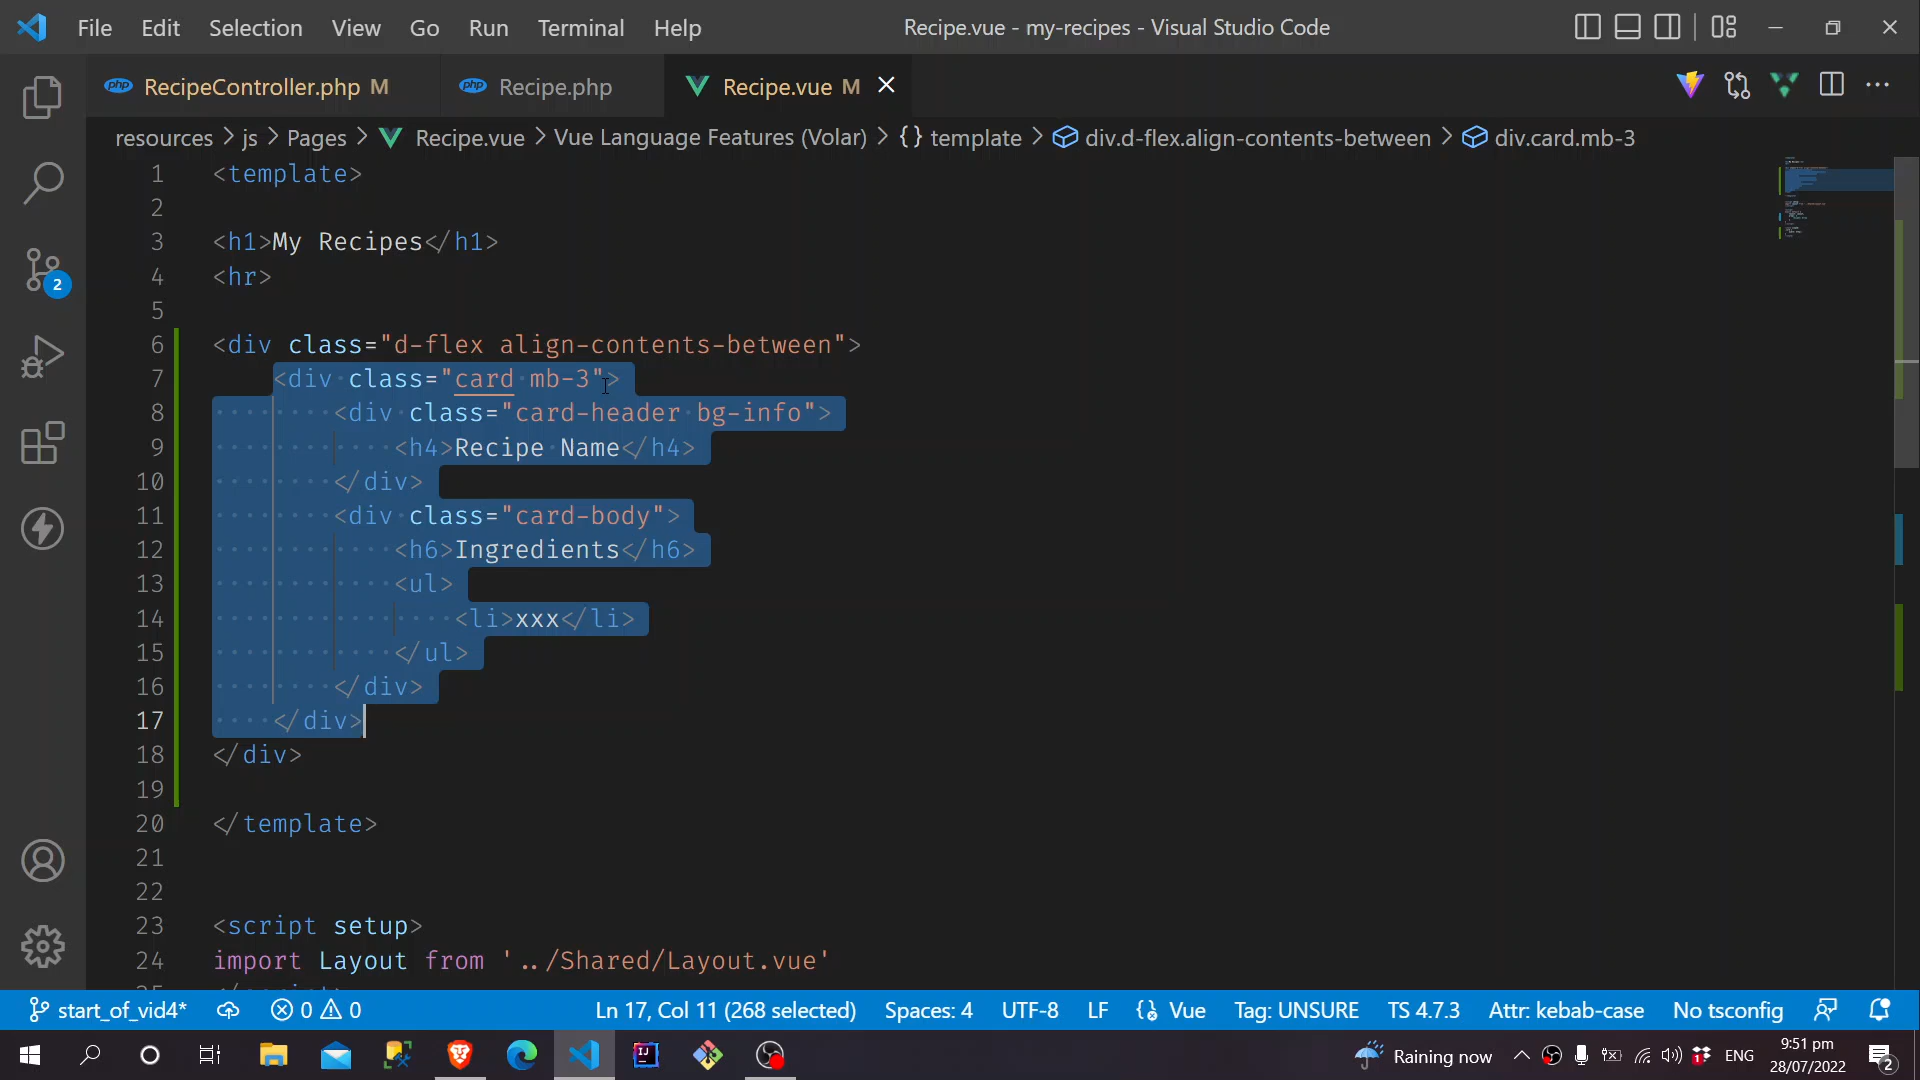 File Edit Selection View Go Run Terminal Help Recipe.vue - my-recipes - Visual Studio Code
RecipeController.php M Recipe.php Recipe.vue M
resources > js > Pages > Recipe.vue > Vue Language Features (Volar) > {} template > div.d-flex.align-contents-between > div.card.mb-3
1 <template>
2
3 <h1>My Recipes</h1>
4 <hr>
5
6 <div class="d-flex align-contents-between">
7 <div class="card mb-3">
8 <div class="card-header bg-info">
9 <h4>Recipe Name</h4>
10 </div>
11 <div class="card-body">
12 <h6>Ingredients</h6>
13 <ul>
14 <li>xxx</li>
15 </ul>
16 </div>
17 </div>
18 </div>
19
20 </template>
21
22
23 <script setup>
24 import Layout from '../Shared/Layout.vue'
2
start_of_vid4* 0 0 Ln 17, Col 11 (268 selected) Spaces: 4 UTF-8 LF Vue Tag: UNSURE TS 4.7.3 Attr: kebab-case No tsconfig
Raining now ENG 9:51 pm
28/07/2022 2